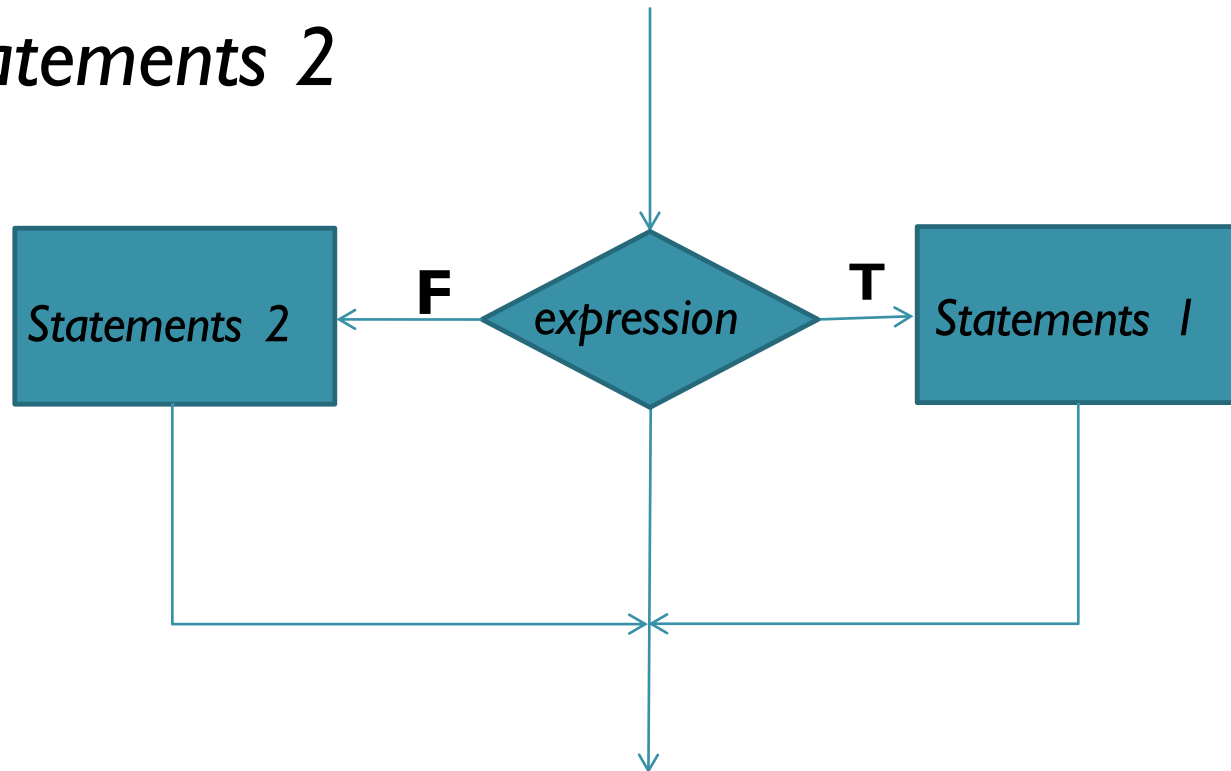 atements 2
F
T
Statements 2
expression
Statements 1